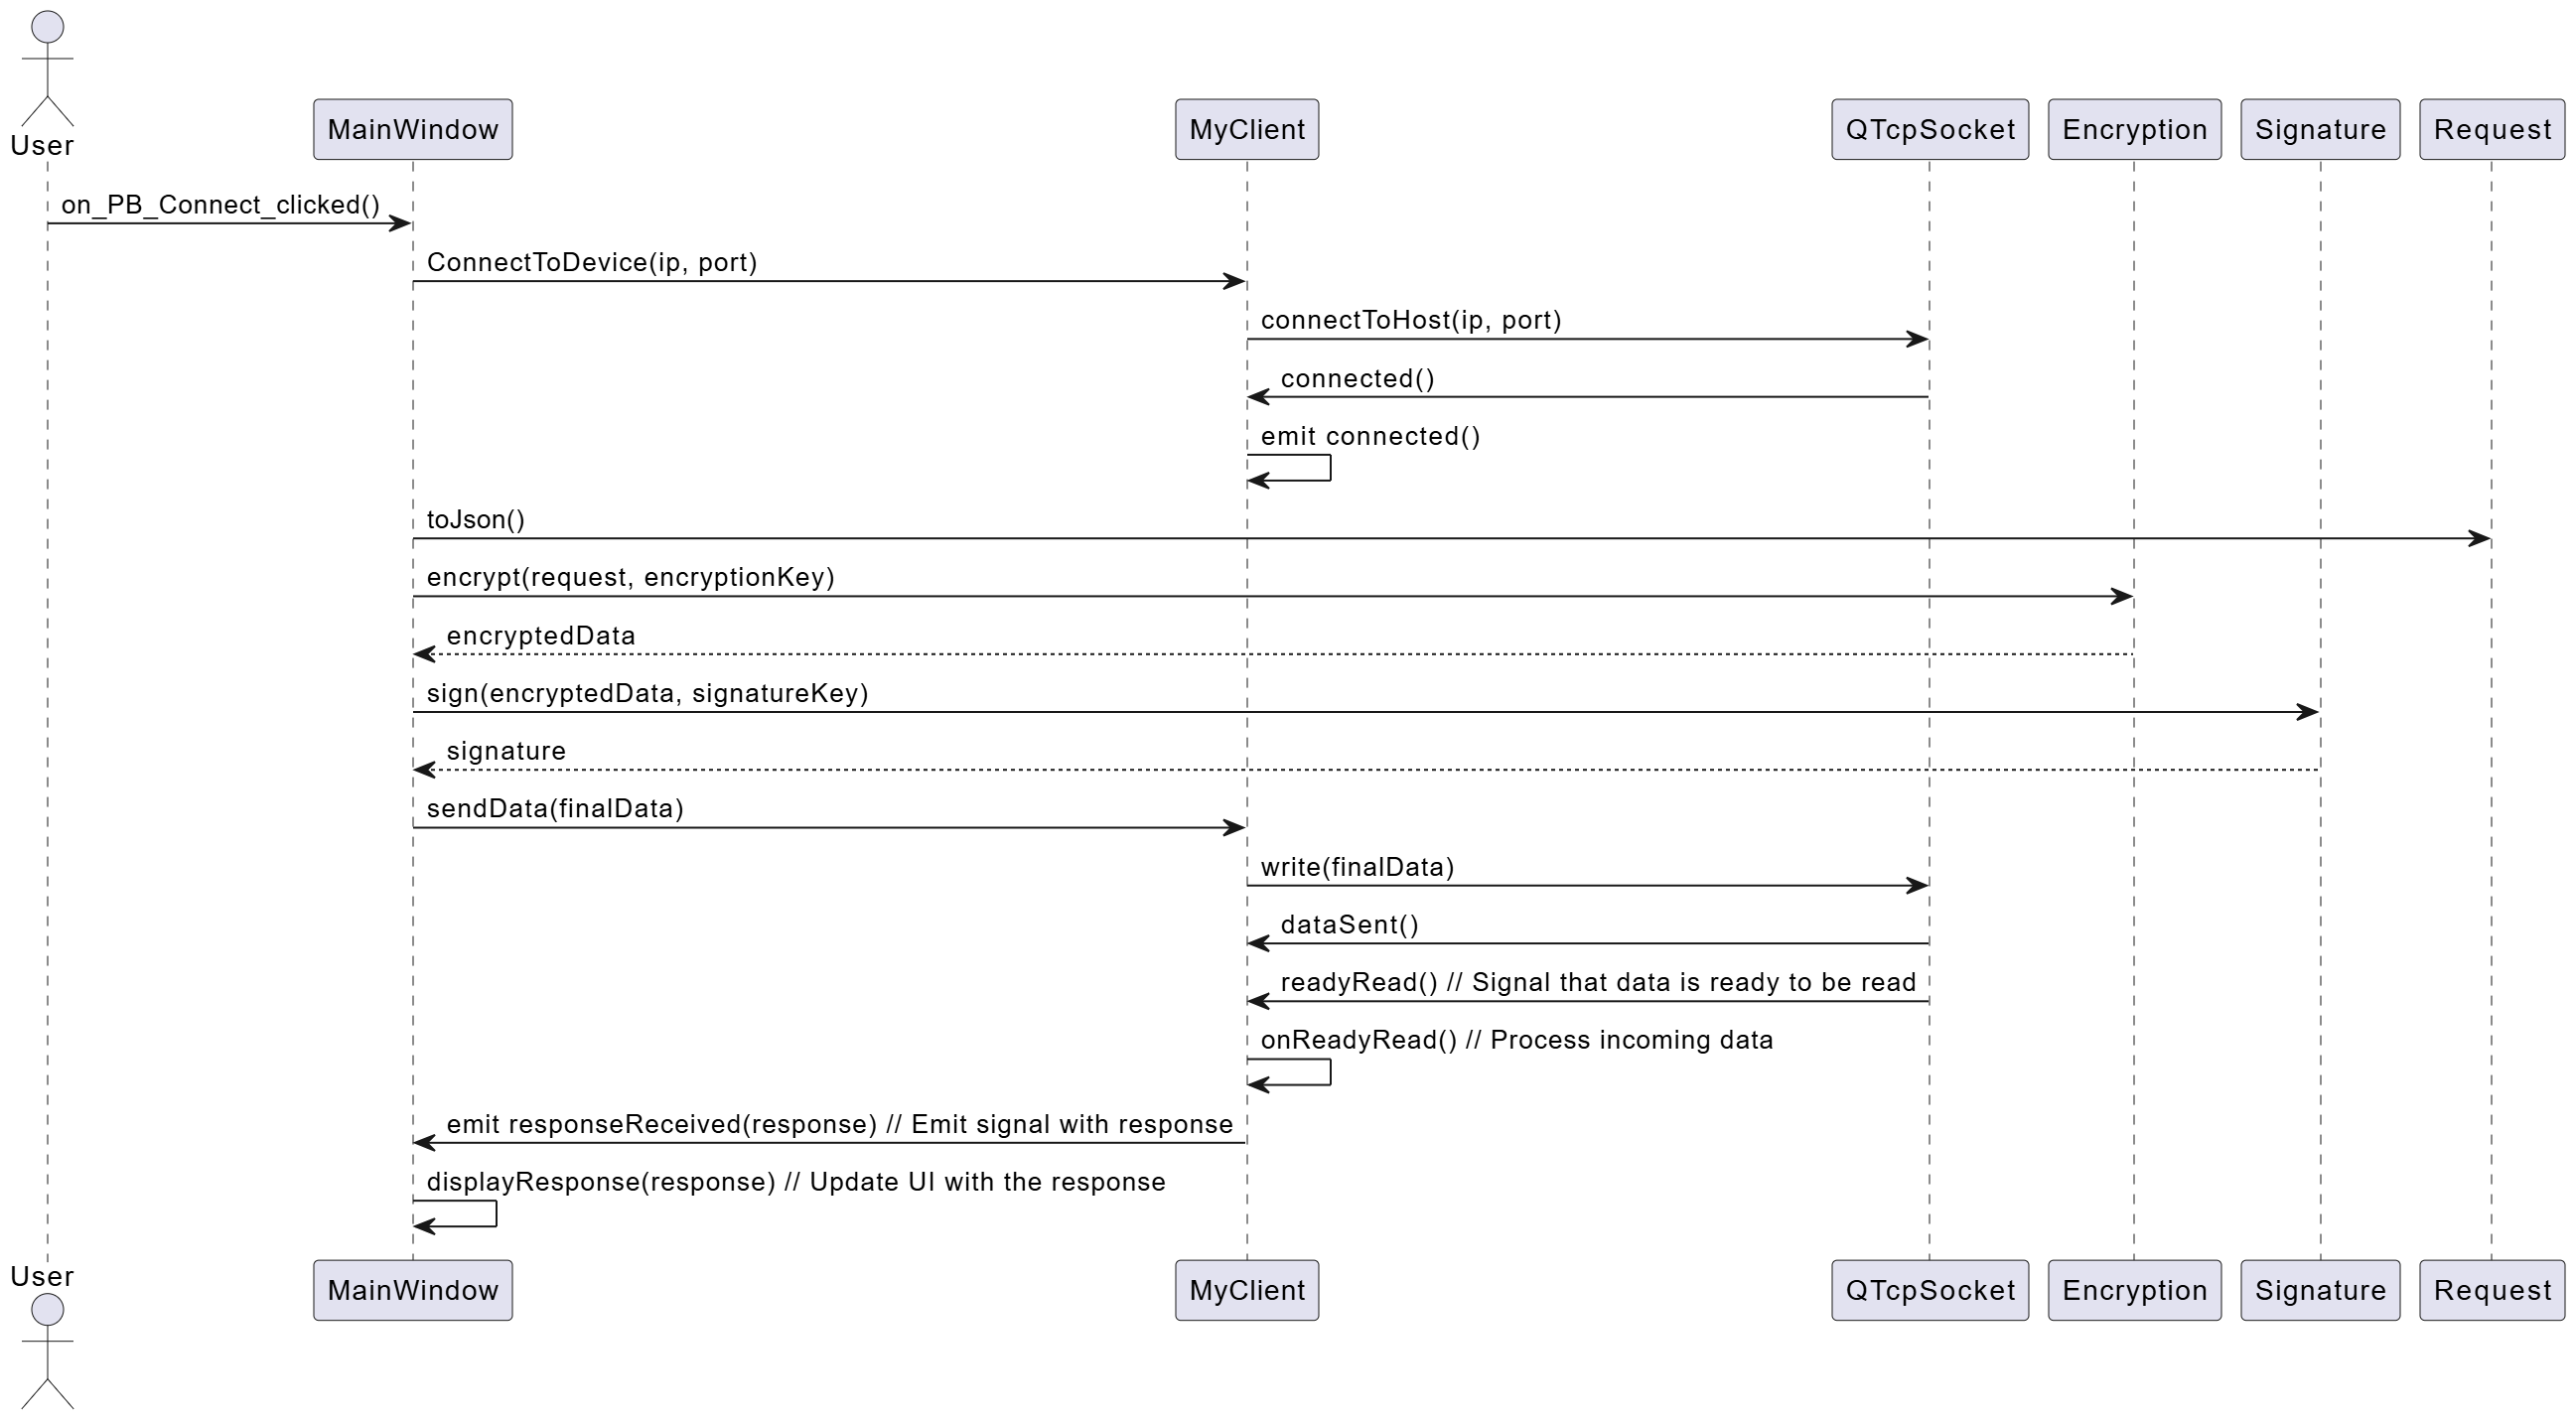 User
MainWindow
MyClient
QTcpSocket
Encryption
Signature
Request
on_PB_Connect_clicked()
ConnectToDevice(ip, port)
connectToHost(ip, port)
connected()
emit connected()
toJson()
encrypt(request, encryptionKey)
encryptedData
sign(encryptedData, signatureKey)
signature
sendData(finalData)
write(finalData)
dataSent()
readyRead() // Signal that data is ready to be read
onReadyRead() // Process incoming data
emit responseReceived(response) // Emit signal with response
displayResponse(response) // Update UI with the response
User
MainWindow
MyClient
QTcpSocket
Encryption
Signature
Request